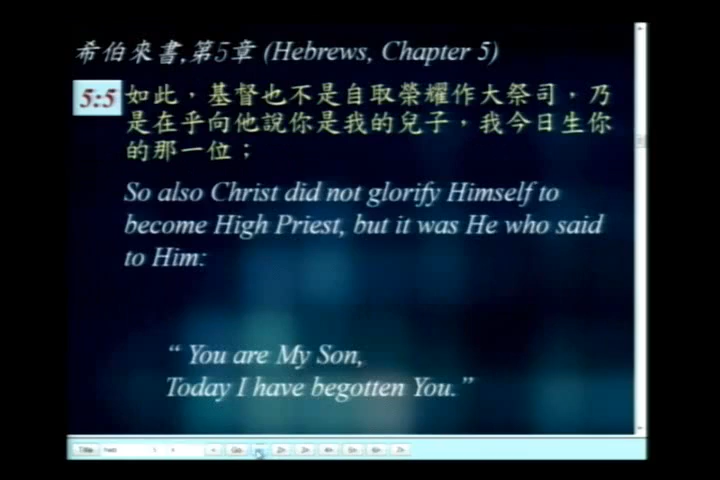 希伯來書,第5章 (Hebrews, Chapter 5)
5:5 如此，基督也不是自取榮耀作大祭司，乃
是在乎向他說你是我的兒子，我今日生你
的那一位；
So also Christ did not glorify Himself to
become High Priest, but it was He who said
to Him:
“ You are My Son,
Today I have begotten You.”
Title
Go